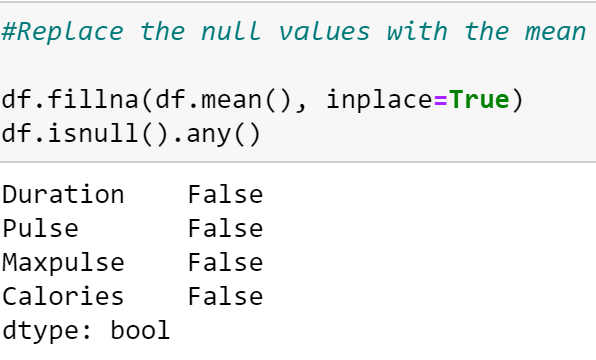 #Replace the null values with the mean
df.fillna(df.mean(), inplace=True)
df.isnull().any()
Duration    False
Pulse       False
Maxpulse    False
Calories    False
dtype: bool